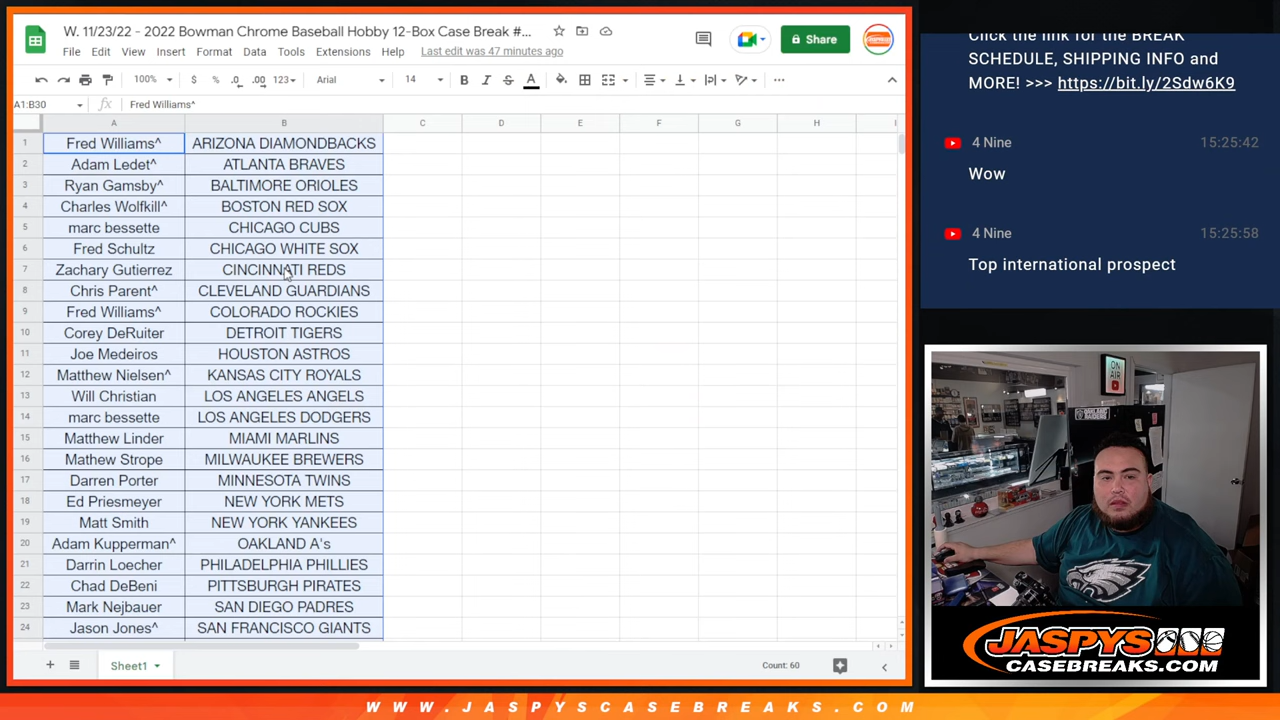 W. 11/23/22 - 2022 Bowman Chrome Baseball Hobby 12-Box Case Break #...
File Edit View Insert Format Data Tools Extensions Help Last edit was 47 minutes ago
Share
100% $ % .0 .00 123 Arial 14 B I S A
A1:B30 fx Fred Williams^
A B C D E F G H I
1 Fred Williams^ ARIZONA DIAMONDBACKS
2 Adam Ledet^ ATLANTA BRAVES
3 Ryan Gamsby^ BALTIMORE ORIOLES
4 Charles Wolfkill^ BOSTON RED SOX
5 marc bessette CHICAGO CUBS
6 Fred Schultz CHICAGO WHITE SOX
7 Zachary Gutierrez CINCINNATI REDS
8 Chris Parent^ CLEVELAND GUARDIANS
9 Fred Williams^ COLORADO ROCKIES
10 Corey DeRuiter DETROIT TIGERS
11 Joe Medeiros HOUSTON ASTROS
12 Matthew Nielsen^ KANSAS CITY ROYALS
13 Will Christian LOS ANGELES ANGELS
14 marc bessette LOS ANGELES DODGERS
15 Matthew Linder MIAMI MARLINS
16 Mathew Strope MILWAUKEE BREWERS
17 Darren Porter MINNESOTA TWINS
18 Ed Priesmeyer NEW YORK METS
19 Matt Smith NEW YORK YANKEES
20 Adam Kupperman^ OAKLAND A's
21 Darrin Loecher PHILADELPHIA PHILLIES
22 Chad DeBeni PITTSBURGH PIRATES
23 Mark Nejbauer SAN DIEGO PADRES
24 Jason Jones^ SAN FRANCISCO GIANTS
Sheet1
Count: 60
Click the link for the BREAK
SCHEDULE, SHIPPING INFO and
MORE! >>> https://bit.ly/2Sdw6K9
4 Nine 15:25:42
Wow
4 Nine 15:25:58
Top international prospect
ON
AIR
OAKLAND RAIDERS
JASPYS
CASEBREAKS.COM
WWW.JASPYSCASEBREAKS.COM